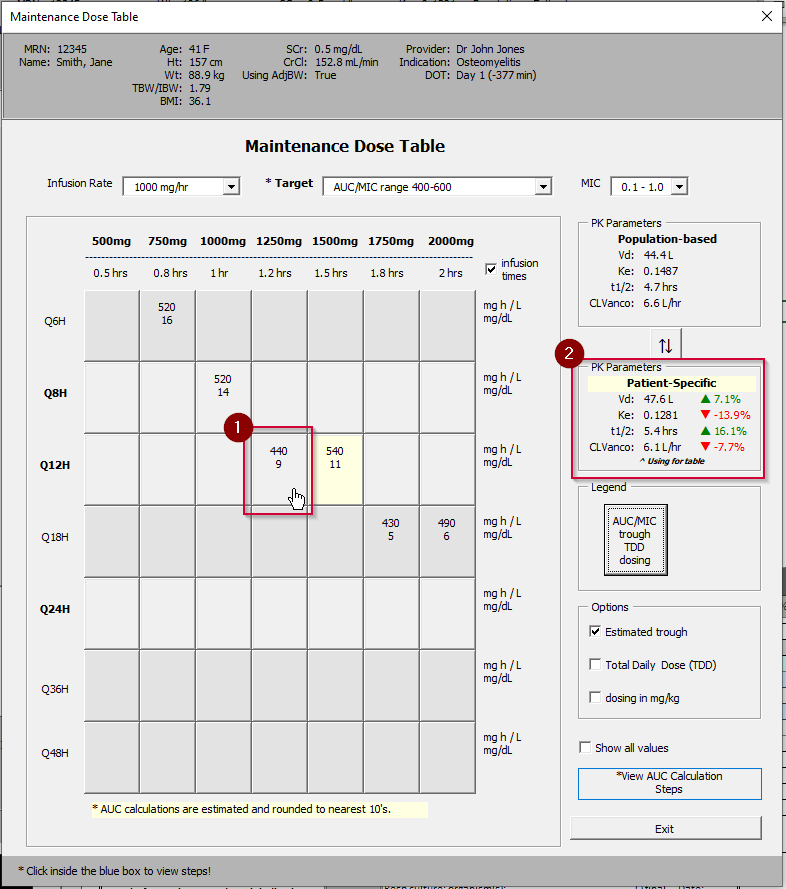 Maintenance Dose Table
MRN: 12345
Name: Smith, Jane
Age: 41 F
Ht: 157 cm
Wt: 88.9 kg
TBW/IBW: 1.79
BMI: 36.1
SCr: 0.5 mg/dL
CrCl: 152.8 mL/min
Using AdjBW: True
Provider: Dr John Jones
Indication: Osteomyelitis
DOT: Day 1 (-377 min)
Maintenance Dose Table
Infusion Rate 1000 mg/hr * Target AUC/MIC range 400-600 MIC 0.1 - 1.0
500mg 750mg 1000mg 1250mg 1500mg 1750mg 2000mg
0.5 hrs 0.8 hrs 1 hr 1.2 hrs 1.5 hrs 1.8 hrs 2 hrs
infusion
times
Q6H
520
16
mg h / L
mg/dL
Q8H
520
14
mg h / L
mg/dL
1
Q12H
440
9
540
11
mg h / L
mg/dL
Q18H
430
5
490
6
mg h / L
mg/dL
Q24H
mg h / L
mg/dL
Q36H
mg h / L
mg/dL
Q48H
mg h / L
mg/dL
* AUC calculations are estimated and rounded to nearest 10's.
PK Parameters
Population-based
Vd: 44.4 L
Ke: 0.1487
t1/2: 4.7 hrs
CLVanco: 6.6 L/hr
2
PK Parameters
Patient-Specific
Vd: 47.6 L ▲ 7.1%
Ke: 0.1281 ▼ -13.9%
t1/2: 5.4 hrs ▲ 16.1%
CLVanco: 6.1 L/hr ▼ -7.7%
^ Using for table
Legend
AUC/MIC
trough
TDD
dosing
Options
Estimated trough
Total Daily Dose (TDD)
dosing in mg/kg
Show all values
*View AUC Calculation
Steps
Exit
* Click inside the blue box to view steps!